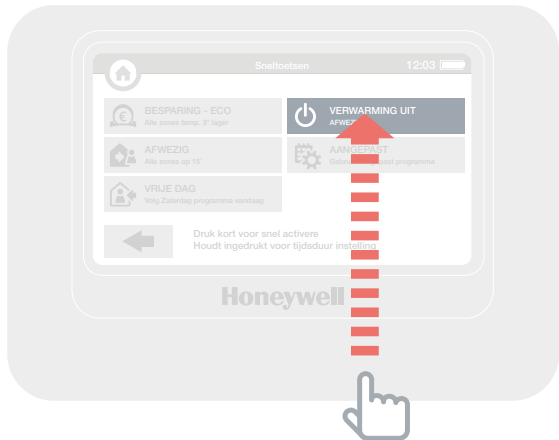 Sneltoetsen 12:03
BESPARING - ECO
Alle zones temp. 3° lager
VERWARMING UIT
AFWEZIG
Alle zones op 15°
AANGEPAST
programma
VRIJE DAG
Volg Zaterdag programma vandaag
Druk kort voor snel activere
Houdt ingedrukt voor tijdsduur instelling
Honeywell